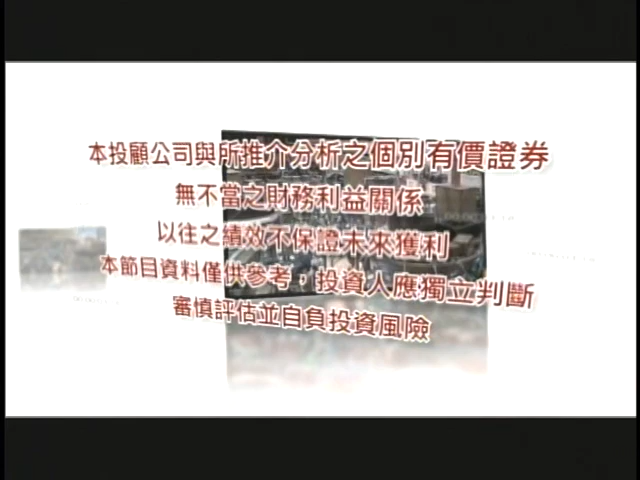 本投顧公司與所推介分析之個別有價證券
無不當之財務利益關係
以往之績效不保證未來獲利
本節目資料僅供參考，投資人應獨立判斷
審慎評估並自負投資風險